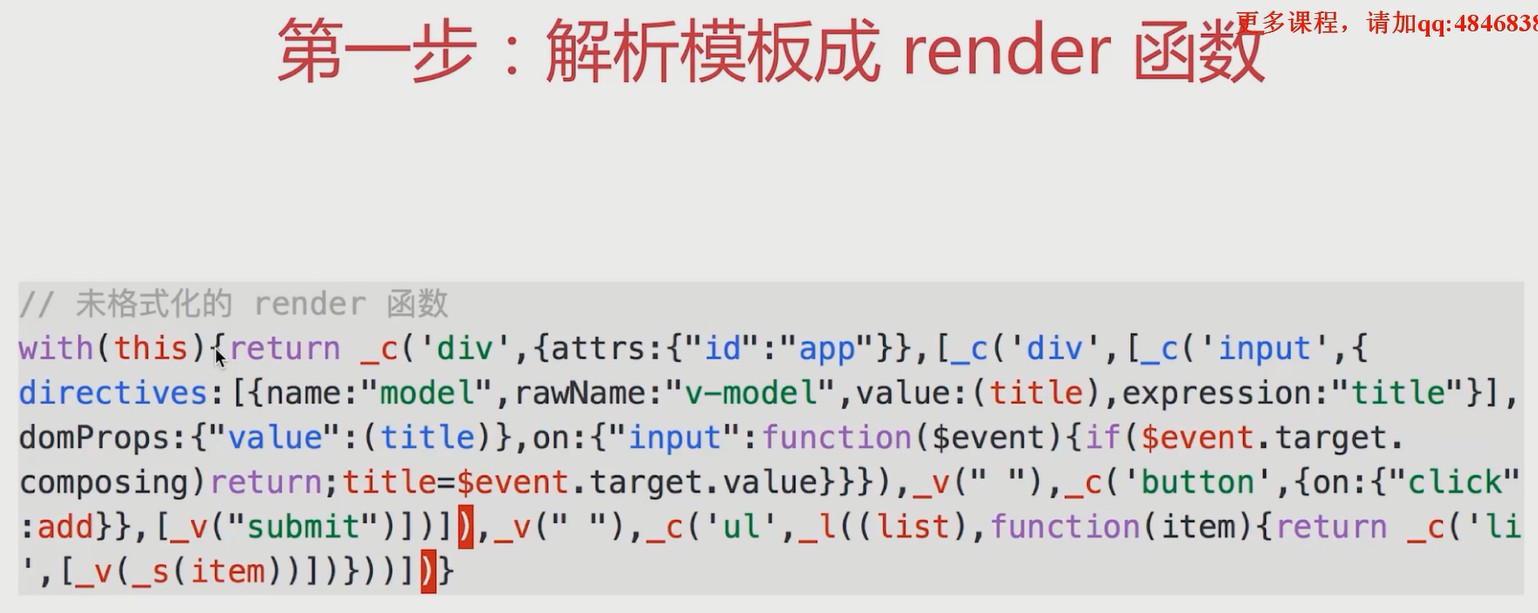 更多课程，请加qq:4846838
第一步：解析模板成 render 函数
// 未格式化的 render 函数
with(this){return _c('div',{attrs:{"id":"app"}},[_c('div',[_c('input',{
directives:[{name:"model",rawName:"v-model",value:(title),expression:"title"}],
domProps:{"value":(title)},on:{"input":function($event){if($event.target.
composing)return;title=$event.target.value}}}),_v(" "),_c('button',{on:{"click"
:add}},[_v("submit")])]),_v(" "),_c('ul',_l((list),function(item){return _c('li
',[_v(_s(item))])}))])}